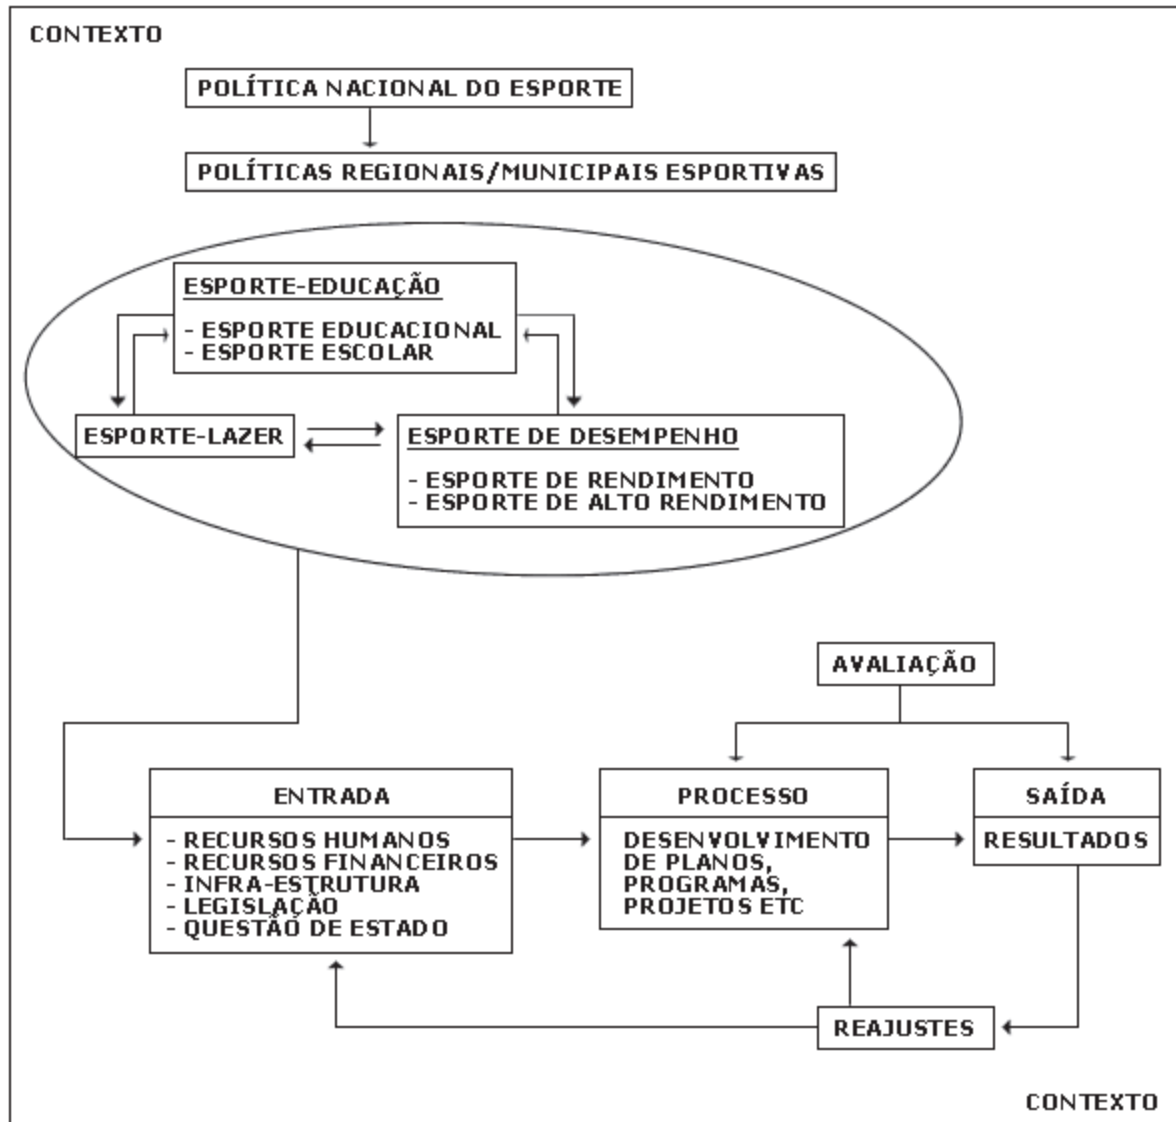 CONTEXTO
POLÍTICA NACIONAL DO ESPORTE
POLÍTICAS REGIONAIS/MUNICIPAIS ESPORTIVAS
ESPORTE-EDUCAÇÃO
- ESPORTE EDUCACIONAL
- ESPORTE ESCOLAR
ESPORTE-LAZER
ESPORTE DE DESEMPENHO
- ESPORTE DE RENDIMENTO
- ESPORTE DE ALTO RENDIMENTO
AVALIAÇÃO
ENTRADA
- RECURSOS HUMANOS
- RECURSOS FINANCEIROS
- INFRA-ESTRUTURA
- LEGISLAÇÃO
- QUESTÃO DE ESTADO
PROCESSO
DESENVOLVIMENTO
DE PLANOS,
PROGRAMAS,
PROJETOS ETC
SAÍDA
RESULTADOS
REAJUSTES
CONTEXTO